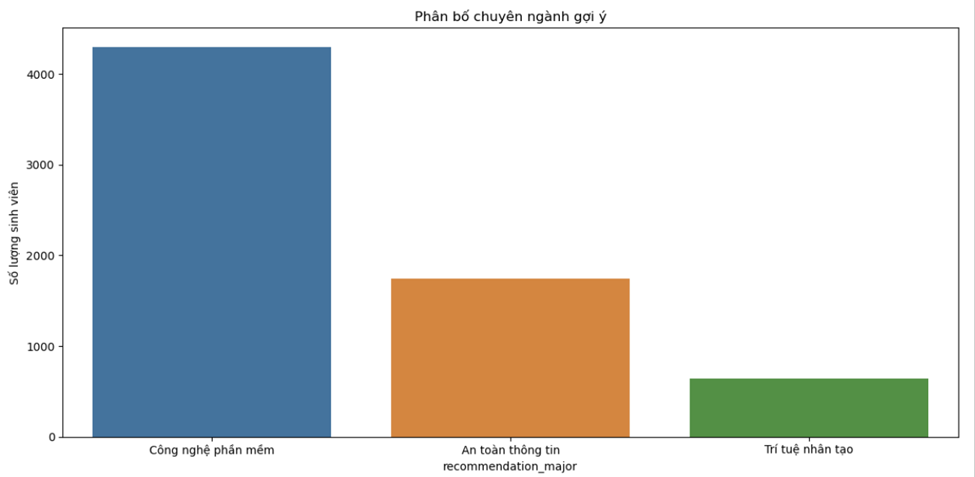 Phân bố chuyên ngành gợi ý
4000
3000
2000
1000
0
Số lượng sinh viên
Công nghệ phần mềm
An toàn thông tin
Trí tuệ nhân tạo
recommendation_major